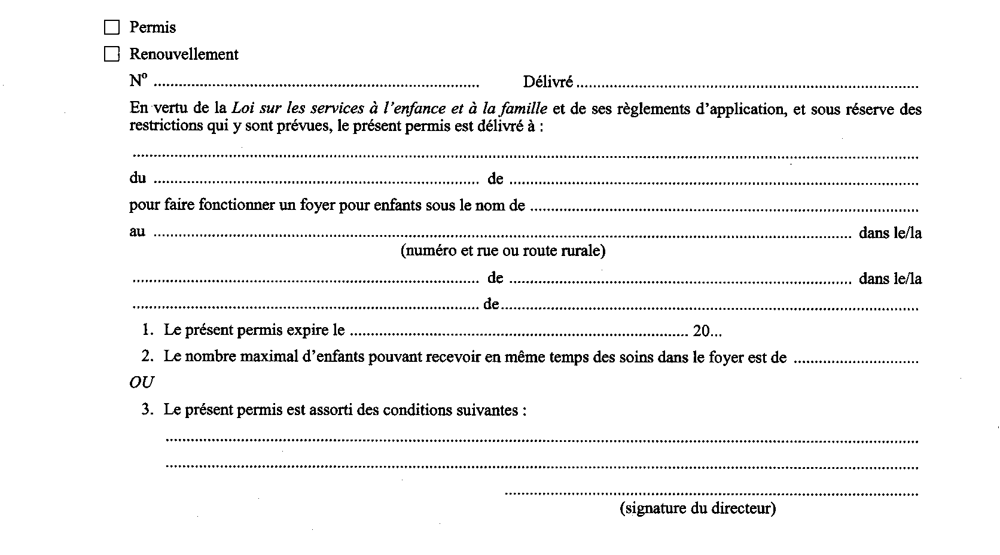 ☐ Permis
☐ Renouvellement
Nº ........................................ Délivré ........................................
En vertu de la Loi sur les services à l'enfance et à la famille et de ses règlements d'application, et sous réserve des
restrictions qui y sont prévues, le présent permis est délivré à :
................................................................................
du ........................................ de ........................................
pour faire fonctionner un foyer pour enfants sous le nom de ........................................
au ................................................................................ dans le/la
(numéro et rue ou route rurale)
........................................ de ........................................ dans le/la
........................................ de........................................
1. Le présent permis expire le ........................................ 20...
2. Le nombre maximal d'enfants pouvant recevoir en même temps des soins dans le foyer est de ....................
OU
3. Le présent permis est assorti des conditions suivantes :
................................................................................
................................................................................
........................................
(signature du directeur)